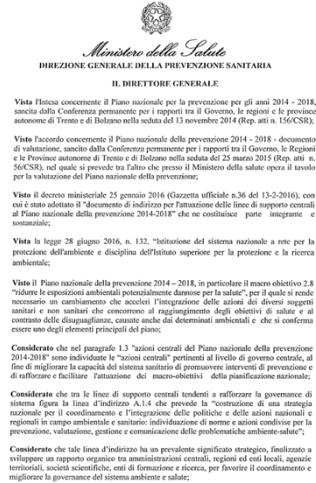 Ministero della Salute
DIREZIONE GENERALE DELLA PREVENZIONE SANITARIA
IL DIRETTORE GENERALE
Vista l'Intesa concernente il Piano nazionale per la prevenzione per gli anni 2014 - 2018,
sancita dalla Conferenza permanente per i rapporti tra il Governo, le regioni e le province
autonome di Trento e di Bolzano nella seduta del 13 novembre 2014 (Rep. atti n. 156/CSR);
Visto l'accordo concernente il Piano nazionale della prevenzione 2014 - 2018 - documento
di valutazione, sancito dalla Conferenza permanente per i rapporti tra il Governo, le Regioni
e le Province autonome di Trento e di Bolzano nella seduta del 25 marzo 2015 (Rep. atti n.
56/CSR), nel quale si prevede tra l'altro che presso il Ministero della salute opera il tavolo
per la valutazione del Piano della prevenzione;
Visto il decreto ministeriale 25 gennaio 2016 (Gazzetta ufficiale n.36 del 13-2-2016), con
cui è stato adottato il "documento di indirizzo per l'attuazione delle linee di supporto centrali
al Piano nazionale della prevenzione 2014-2018" che ne costituisce parte integrante e
sostanziale;
Vista la legge 28 giugno 2016, n. 132, "Istituzione del sistema nazionale a rete per la
protezione dell'ambiente e disciplina dell'Istituto superiore per la protezione e la ricerca
ambientale;
Visto il Piano nazionale della prevenzione 2014 – 2018, in particolare il macro obiettivo 2.8
"ridurre le esposizioni ambientali potenzialmente dannose per la salute", per il quale si rende
necessario un cambiamento che acceleri l'integrazione delle azioni dei diversi soggetti
sanitari e non sanitari che concorrono al raggiungimento degli obiettivi di salute e al
contrasto delle disuguaglianze, causate anche dai determinati ambientali e che si conferma
essere uno degli elementi principali del piano;
Considerato che nel paragrafo 1.3 "azioni centrali del Piano nazionale della prevenzione
2014-2018" sono individuate le "azioni centrali" pertinenti al livello di governo centrale, al
fine di migliorare la capacità del sistema sanitario di promuovere interventi di prevenzione e
di rafforzare e facilitare l'attuazione dei macro-obiettivi della pianificazione nazionale;
Considerato che tra le linee di supporto centrali tendenti a rafforzare la governance di
sistema figura la linea d'indirizzo A.1.4 che prevede la "costruzione di una strategia
nazionale per il coordinamento e l'integrazione delle politiche e delle azioni nazionali e
regionali in campo ambientale e sanitario: individuazione di norme e azioni condivise per la
prevenzione, valutazione, gestione e comunicazione delle problematiche ambiente-salute";
Considerato che tale linea d'indirizzo ha un prevalente significato strategico, finalizzato a
sviluppare un rapporto organico tra amministrazioni centrali, regioni ed enti locali, agenzie
territoriali, società scientifiche, enti di formazione e ricerca, per favorire il coordinamento e
migliorare la governance del sistema ambiente e salute;